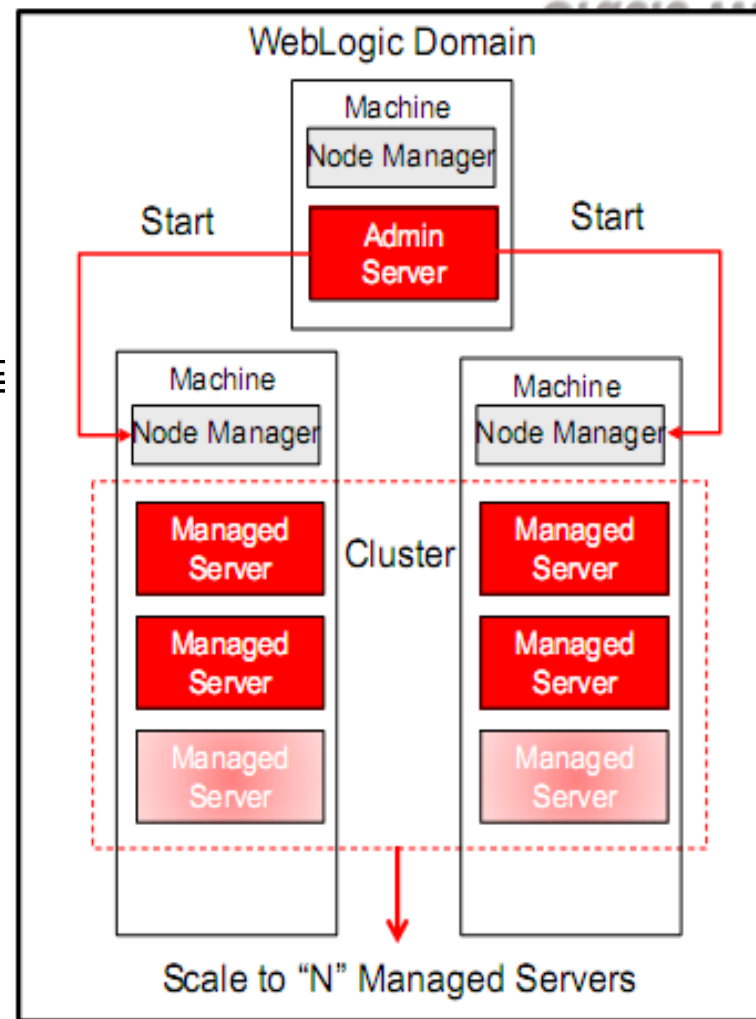 WebLogic Domain
Machine
Node Manager
Start
Start
Admin
Server
Machine
Node Manager
Machine
Node Manager
Managed
Server
Cluster
Managed
Server
Managed
Server
Managed
Server
Managed
Server
Managed
Server
Scale to “N” Managed Servers